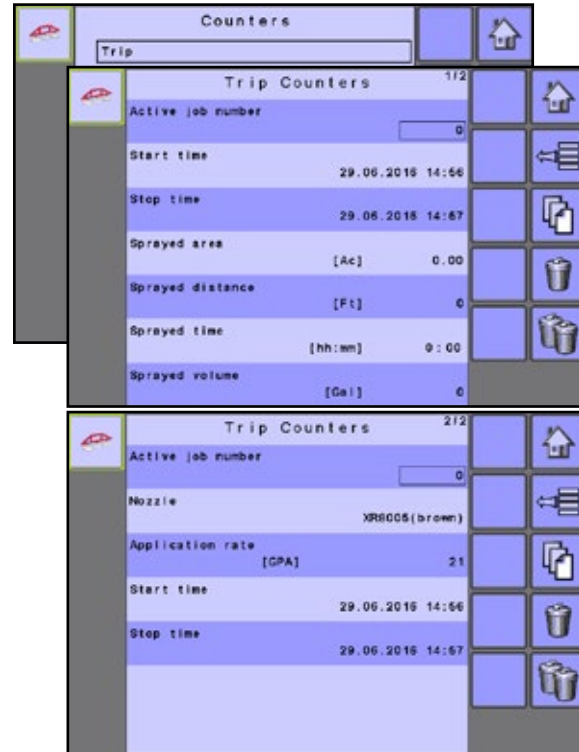 Counters
Trip
Trip Counters 1/2
Active job number
0
Start time
29.06.2016 14:56
Stop time
29.06.2016 14:57
Sprayed area
[Ac] 0.00
Sprayed distance
[Ft] 0
Sprayed time
[hh:mm] 0:00
Sprayed volume
[Gal] 0
Trip Counters 2/2
Active job number
0
Nozzle
XR8005(brown)
Application rate
[GPA] 21
Start time
29.06.2016 14:56
Stop time
29.06.2016 14:57